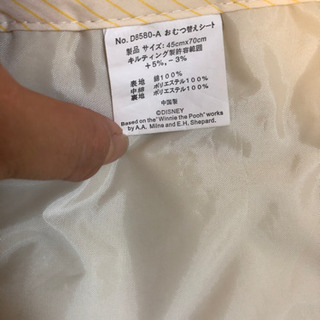 No. D8580-A おむつ替えシート
製品 サイズ: 45cm×70cm
キルティング製許容範囲
+5%, －3%
表地 綿100%
中綿 ポリエステル100%
裏地 ポリエステル100%
中国製
©DISNEY
Based on the 'Winnie the Pooh' works
by A.A. Milne and E.H. Shepard.